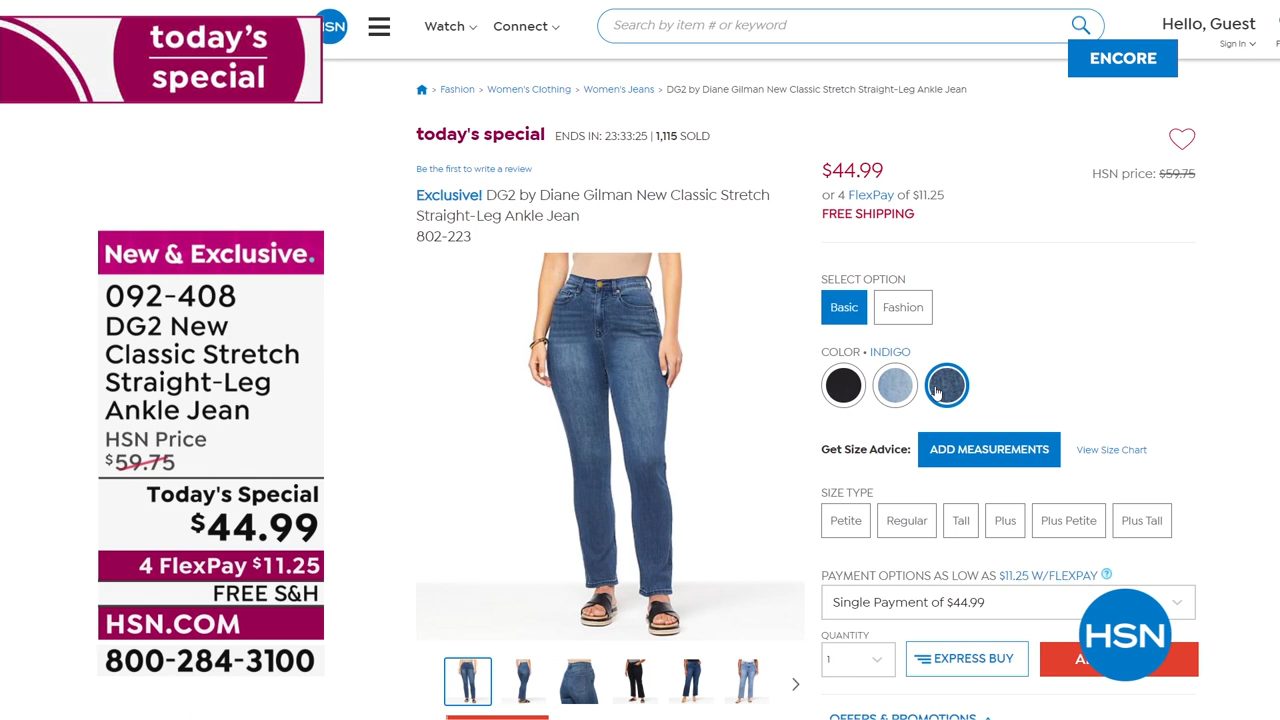 today's
special
HSN
Watch
Connect
Search by item # or keyword
Hello, Guest
Sign In
ENCORE
> Fashion > Women's Clothing > Women's Jeans > DG2 by Diane Gilman New Classic Stretch Straight-Leg Ankle Jean
today's special ENDS IN: 23:33:25 | 1,115 SOLD
Be the first to write a review
Exclusive! DG2 by Diane Gilman New Classic Stretch
Straight-Leg Ankle Jean
802-223
$44.99
HSN price: $59.75
or 4 FlexPay of $11.25
FREE SHIPPING
SELECT OPTION
Basic
Fashion
COLOR • INDIGO
Get Size Advice:
ADD MEASUREMENTS
View Size Chart
SIZE TYPE
Petite
Regular
Tall
Plus
Plus Petite
Plus Tall
PAYMENT OPTIONS AS LOW AS $11.25 W/FLEXPAY ?
Single Payment of $44.99
QUANTITY
1
EXPRESS BUY
HSN
OFFERS & PROMOTIONS
New & Exclusive.
092-408
DG2 New
Classic Stretch
Straight-Leg
Ankle Jean
HSN Price
$59.75
Today's Special
$44.99
4 FlexPay $11.25
FREE S&H
HSN.COM
800-284-3100